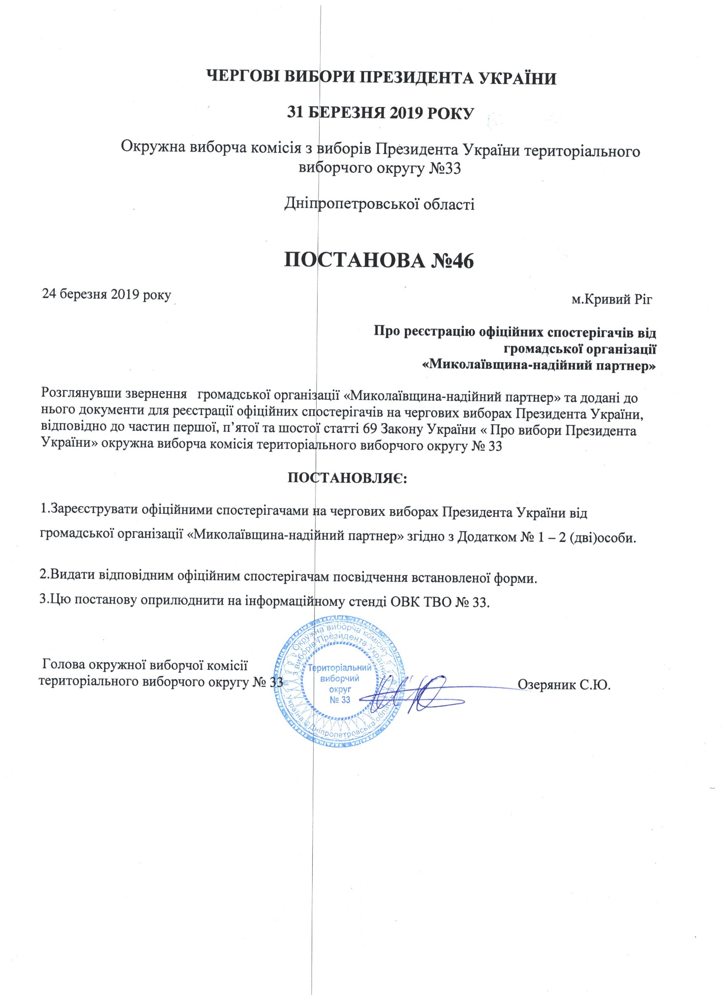 ЧЕРГОВІ ВИБОРИ ПРЕЗИДЕНТА УКРАЇНИ
31 БЕРЕЗНЯ 2019 РОКУ
Окружна виборча комісія з виборів Президента України територіального
виборчого округу №33
Дніпропетровської області
ПОСТАНОВА №46
24 березня 2019 року
м.Кривий Ріг
Про реєстрацію офіційних спостерігачів від
громадської організації
«Миколаївщина-надійний партнер»
Розглянувши звернення громадської організації «Миколаївщина-надійний партнер» та додані до
нього документи для реєстрації офіційних спостерігачів на чергових виборах Президента України,
відповідно до частин першої, п’ятої та шостої статті 69 Закону України « Про вибори Президента
України» окружна виборча комісія територіального виборчого округу № 33
ПОСТАНОВЛЯЄ:
1.Зареєструвати офіційними спостерігачами на чергових виборах Президента України від
громадської організації «Миколаївщина-надійний партнер» згідно з Додатком № 1 – 2 (дві)особи.
2.Видати відповідним офіційним спостерігачам посвідчення встановленої форми.
3.Цю постанову оприлюднити на інформаційному стенді ОВК ТВО № 33.
Голова окружної виборчої комісії
територіального виборчого округу № 33
Озеряник С.Ю.
Окружна виборча комісія
з виборів Президента України
Україна * Дніпропетровська область
Територіальний
виборчий
округ
№ 33